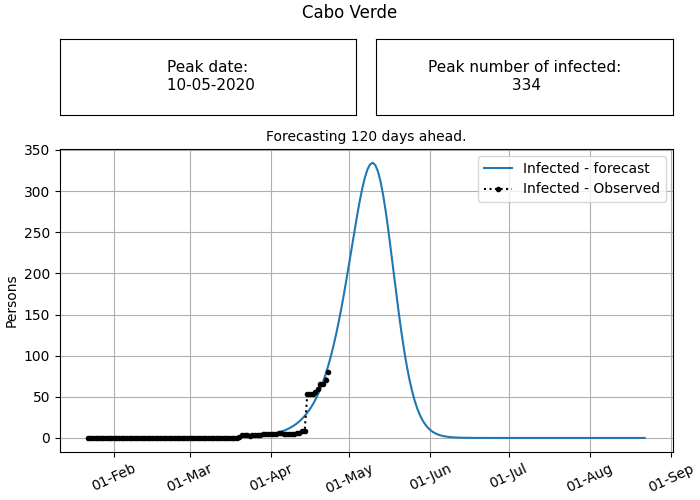 Cabo Verde
Peak date:
10-05-2020
Peak number of infected:
334
Forecasting 120 days ahead.
Infected - forecast
Infected - Observed
Persons
350
300
250
200
150
100
50
0
01-Feb
01-Mar
01-Apr
01-May
01-Jun
01-Jul
01-Aug
01-Sep